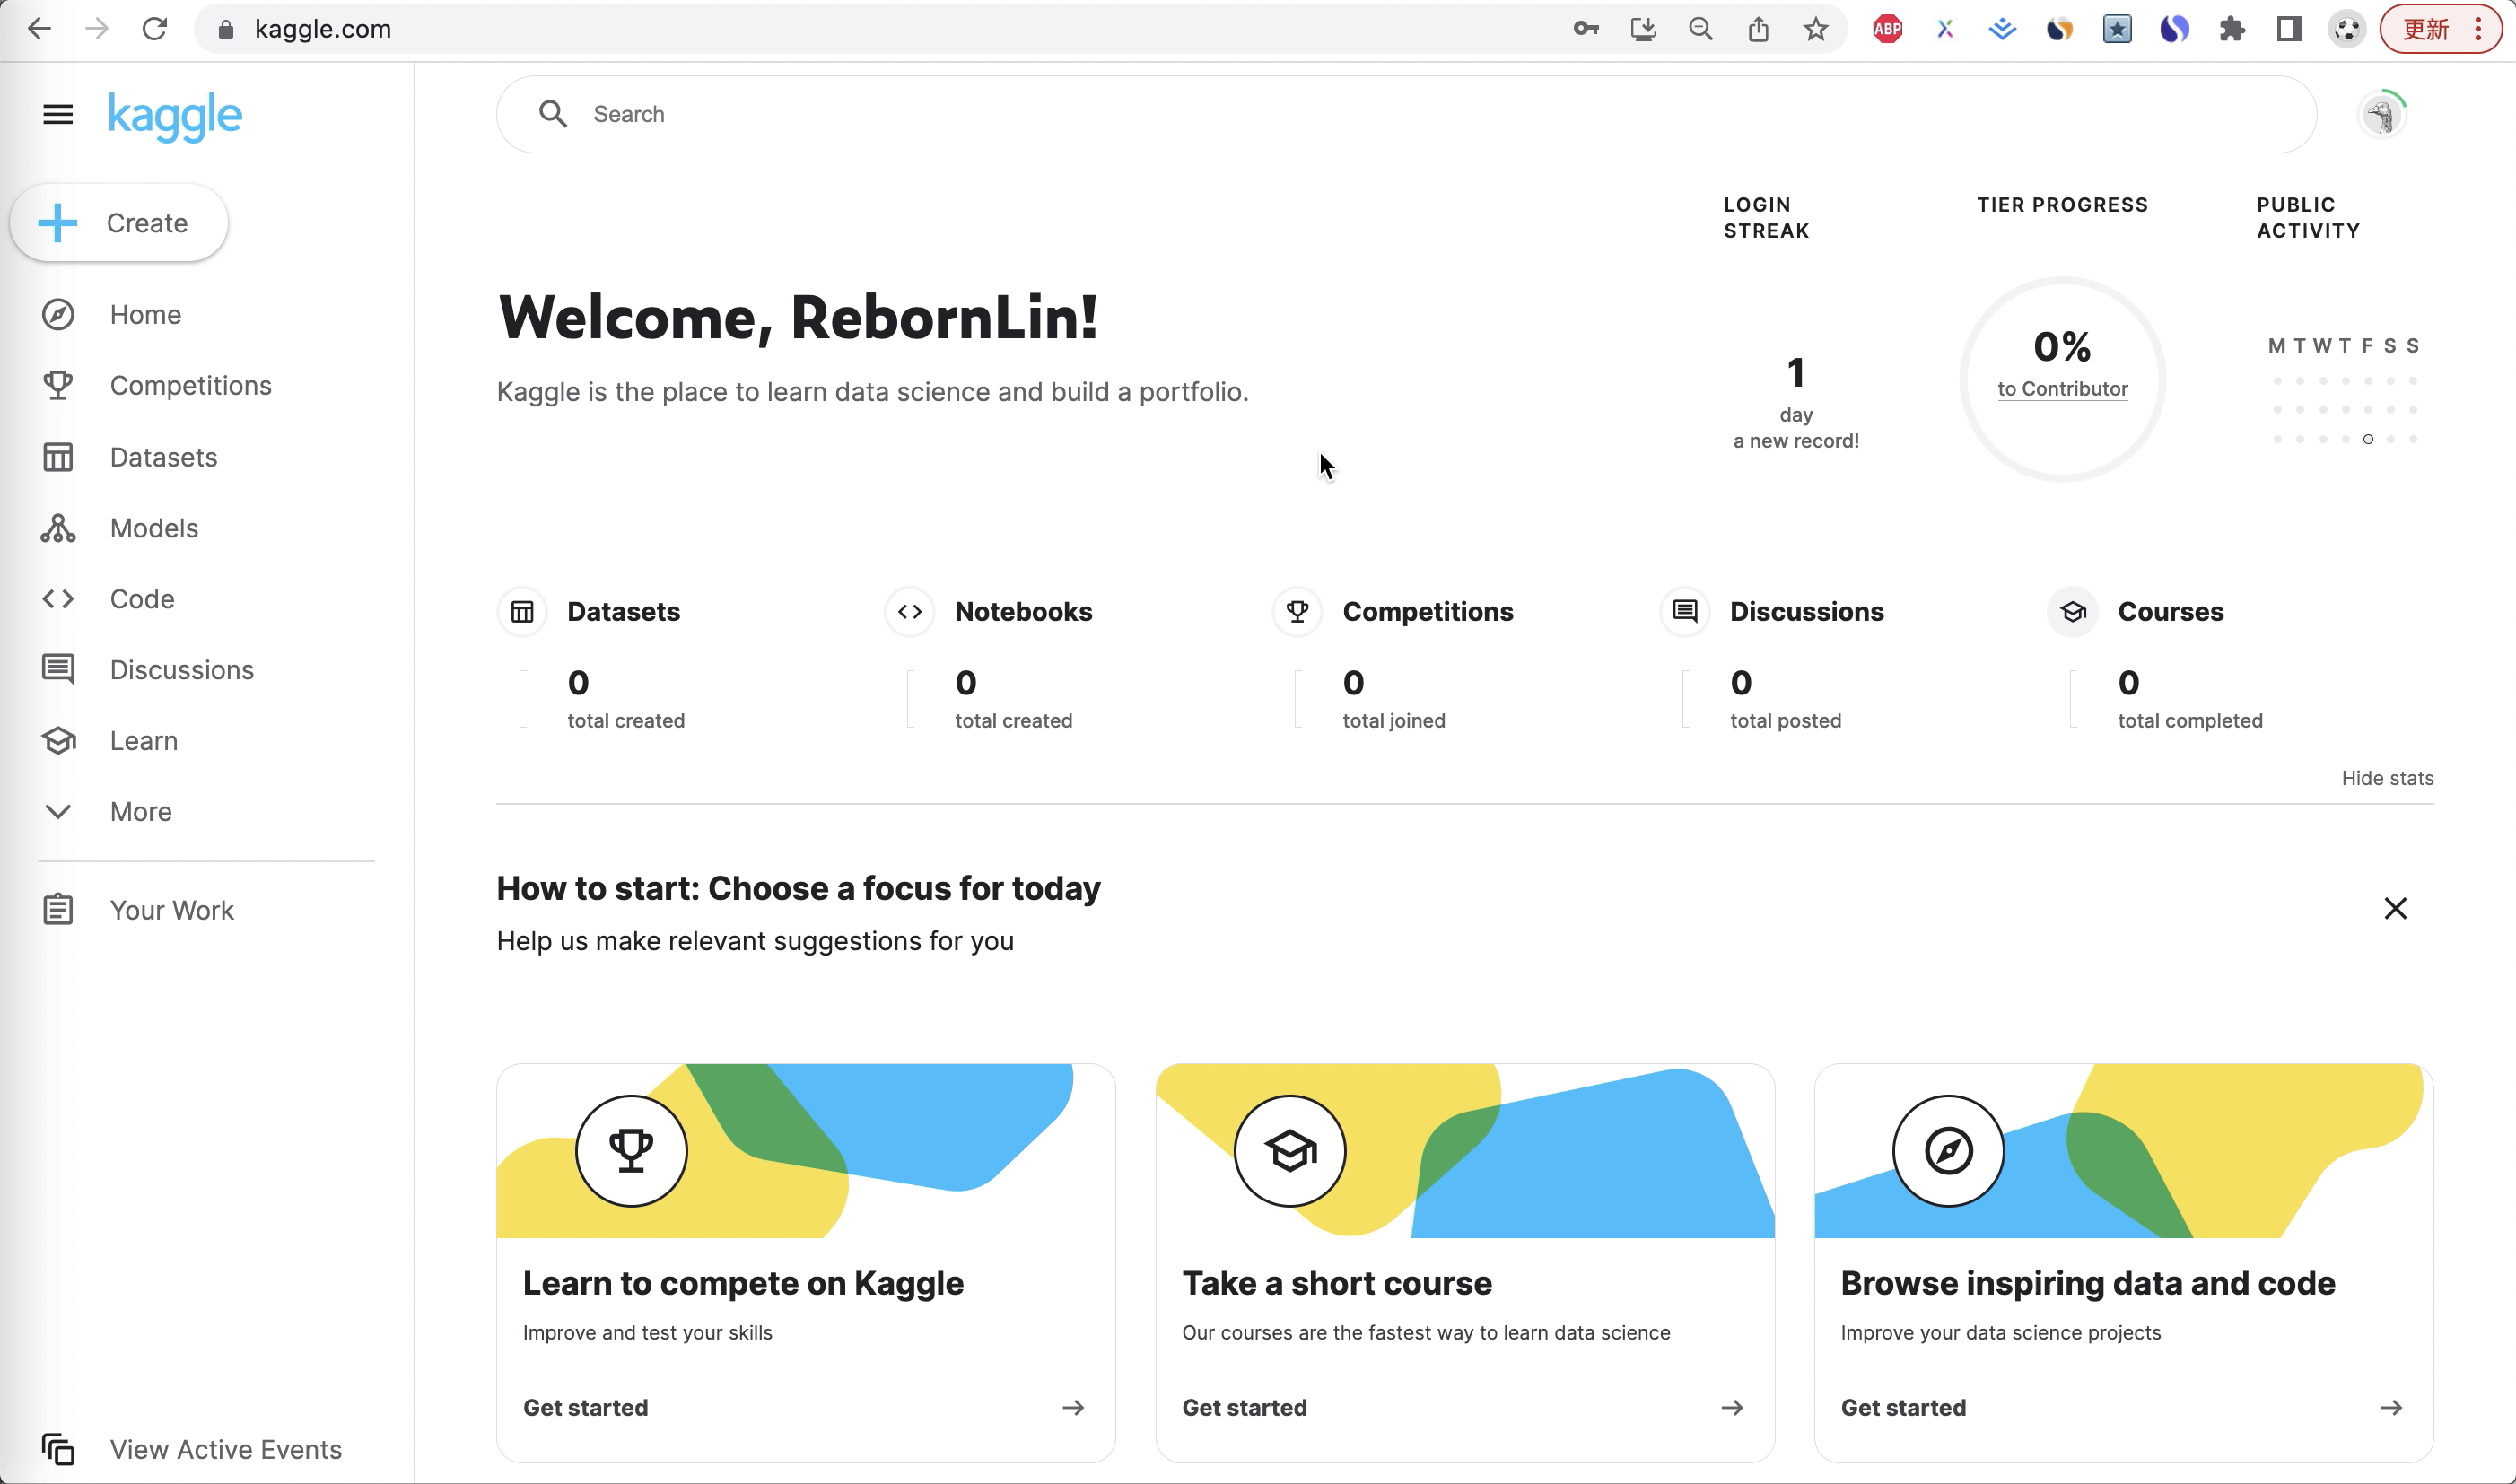 kaggle.com
ABP
更新
kaggle
Search
Create
Home
Competitions
Datasets
Models
Code
Discussions
Learn
More
Your Work
View Active Events
LOGIN
STREAK
TIER PROGRESS
PUBLIC
ACTIVITY
Welcome, RebornLin!
Kaggle is the place to learn data science and build a portfolio.
1
day
a new record!
0%
to Contributor
M T W T F S S
Datasets
0
total created
Notebooks
0
total created
Competitions
0
total joined
Discussions
0
total posted
Courses
0
total completed
Hide stats
How to start: Choose a focus for today
Help us make relevant suggestions for you
Learn to compete on Kaggle
Improve and test your skills
Get started
Take a short course
Our courses are the fastest way to learn data science
Get started
Browse inspiring data and code
Improve your data science projects
Get started